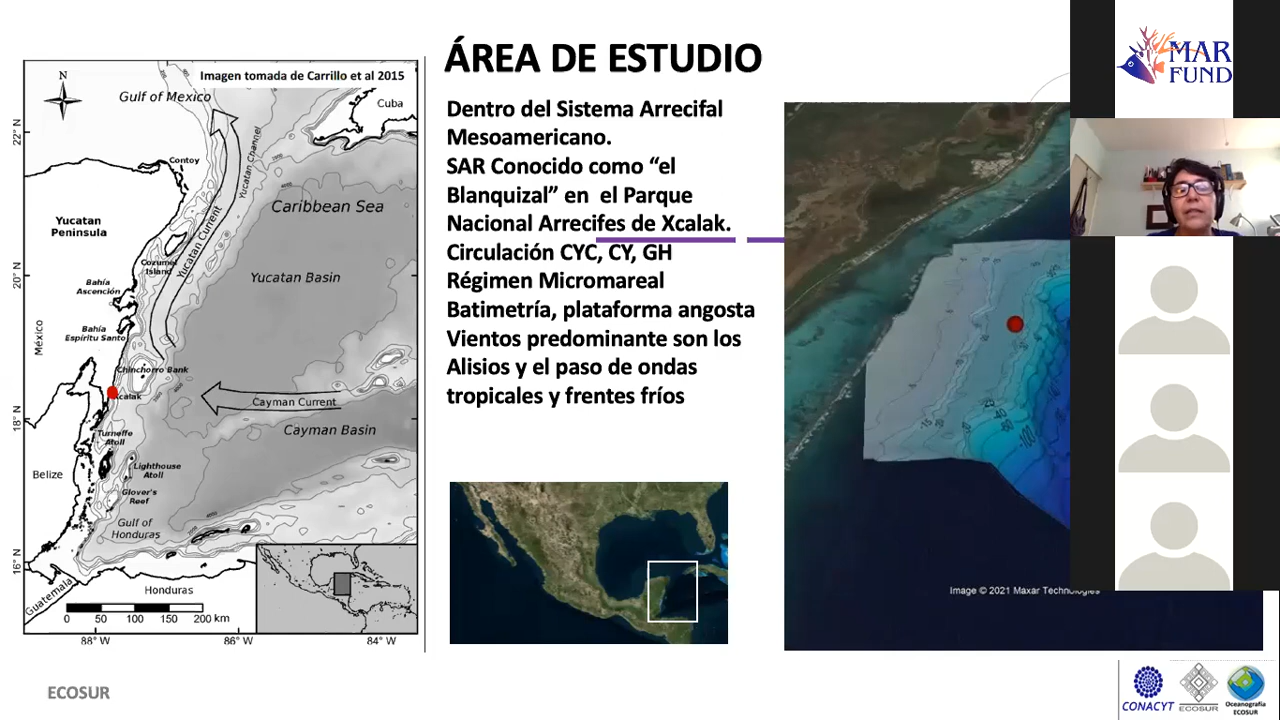 ÁREA DE ESTUDIO
Dentro del Sistema Arrecifal
Mesoamericano.
SAR Conocido como “el
Blanquizal” en el Parque
Nacional Arrecifes de Xcalak.
Circulación CYC, CY, GH
Régimen Micromareal
Batimetría, plataforma angosta
Vientos predominante son los
Alisios y el paso de ondas
tropicales y frentes fríos
Imagen tomada de Carrillo et al 2015
N
Gulf of Mexico
Cuba
22° N
Contoy
Yucatan Channel
Caribbean Sea
Yucatan
Peninsula
Yucatan Current
Cozumel
Island
Yucatan Basin
20° N
Bahía
Ascención
Bahía
Espíritu Santo
México
Chinchorro Bank
Xcalak
Cayman Current
18° N
Cayman Basin
Turneffe
Atoll
Belize
Lighthouse
Atoll
Glover's
Reef
Gulf of
Honduras
16° N
Guatemala
Honduras
0 50 100 150 200 km
88° W 86° W 84° W
-100
Image © 2021 Maxar Technologies
MAR
FUND
ECOSUR
CONACYT
ECOSUR
Oceanografía
ECOSUR